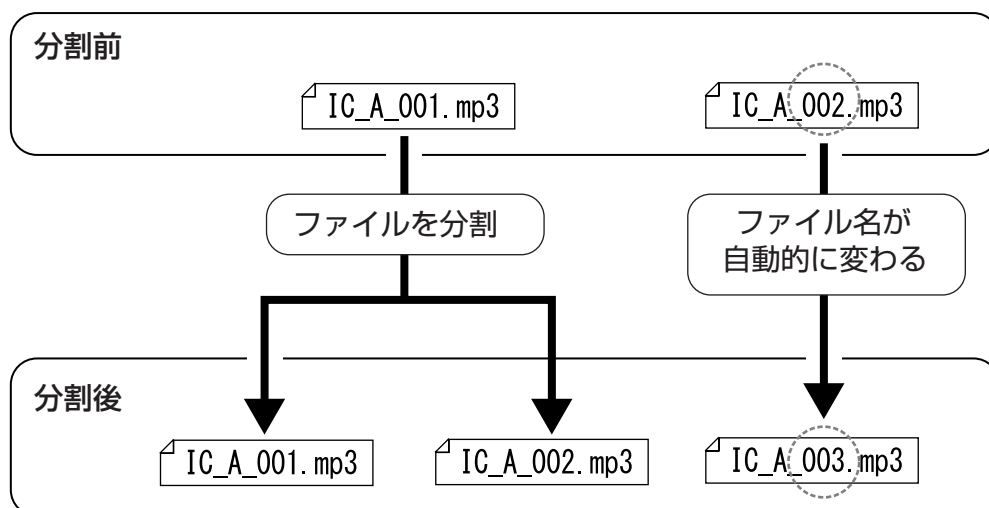 分割前
IC_A_001.mp3
IC_A_002.mp3
ファイルを分割
ファイル名が
自動的に変わる
分割後
IC_A_001.mp3
IC_A_002.mp3
IC_A_003.mp3